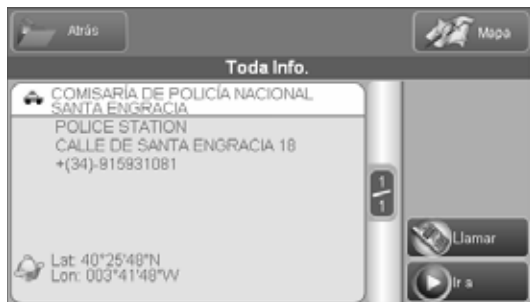 Atrás
Mapa
Toda Info.
COMISARÍA DE POLICÍA NACIONAL
SANTA ENGRACIA
POLICE STATION
CALLE DE SANTA ENGRACIA 18
+(34)-915931081
1
1
Llamar
Lat: 40°25'48"N
Lon: 003°41'48"W
Ir a